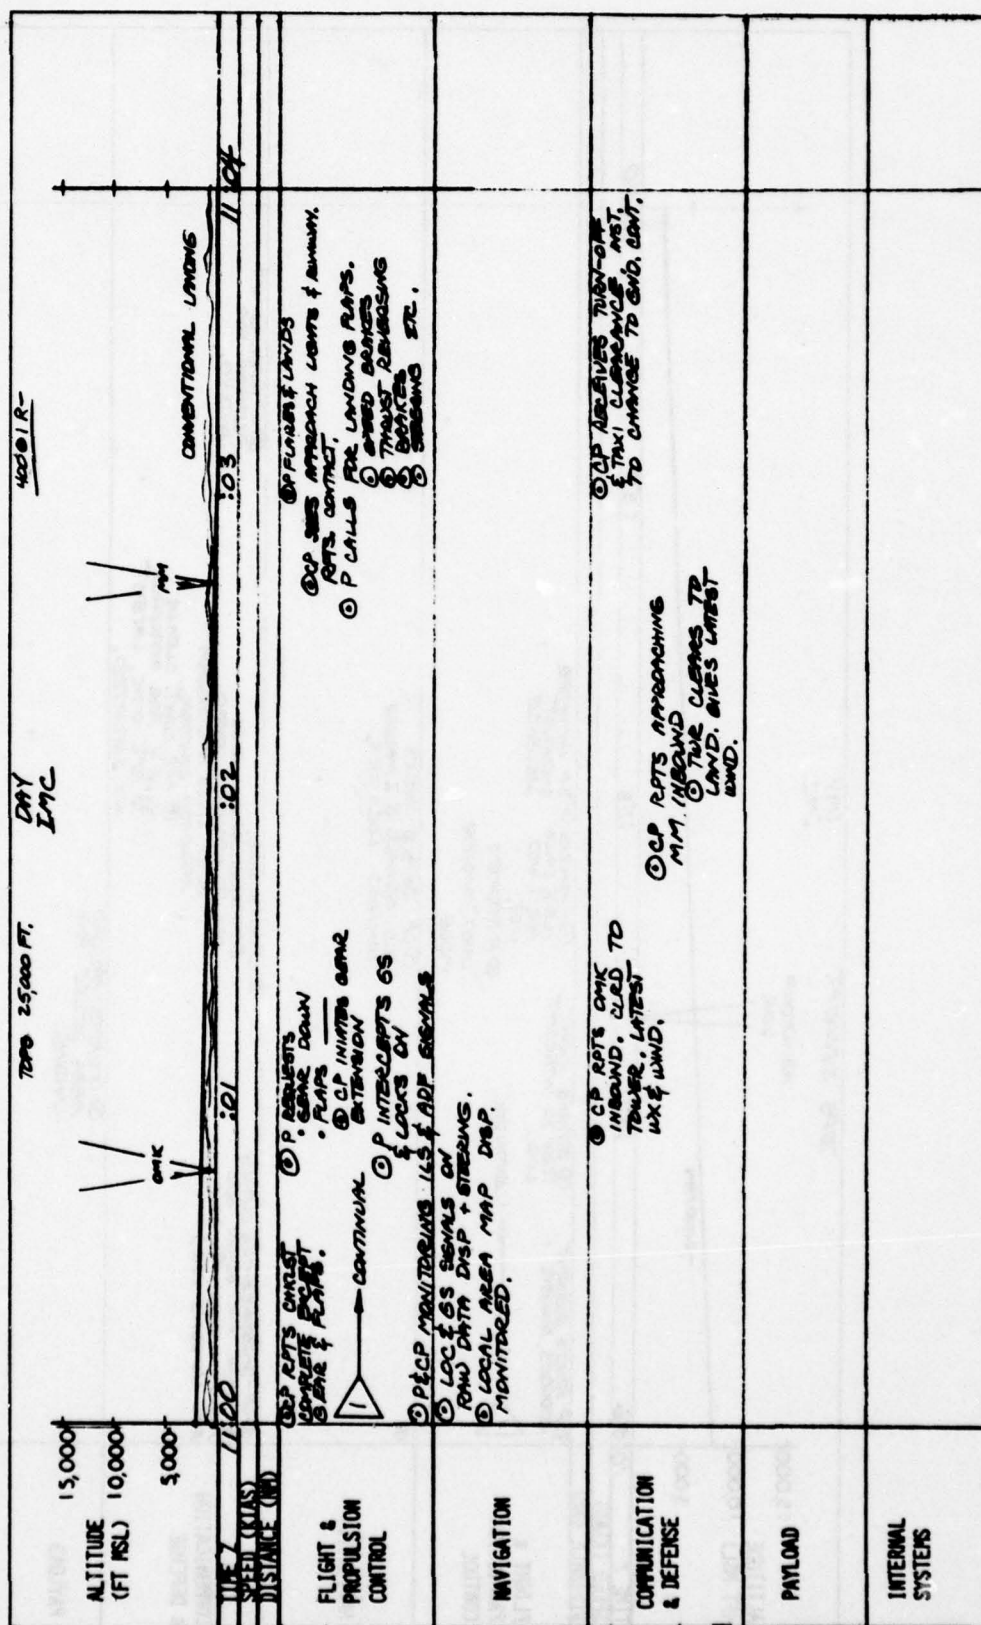 TOPS 25,000 FT.
DAY
IMC
400⊕1R-
15,000
ALTITUDE
10,000
(FT MSL)
5,000
OMK
MM
CONVENTIONAL LANDING
TIME Z
11:00
:01
:02
:03
11:04
SPEED (KIAS)
DISTANCE (NM)
FLIGHT &
PROPULSION
CONTROL
CP RPTS CHKLIST
COMPLETE EXCEPT
GEAR & FLAPS.
1
CONTINUAL
P&CP MONITORING ILS & ADF SIGNALS
P REQUESTS
• GEAR DOWN
• FLAPS
CP INITIATES GEAR
EXTENSION
P INTERCEPTS GS
& LOCKS ON
P FLARES & LANDS
CP SEES APPROACH LIGHTS & RUNWAY.
RPTS. CONTACT.
P CALLS FOR LANDING FLAPS.
SPEED BRAKES
THRUST REVERSING
BRAKES
STEERING ETC.
NAVIGATION
LOC & GS SIGNALS ON
RAW DATA DISP + STEERING.
LOCAL AREA MAP DISP.
MONITORED.
COMMUNICATION
& DEFENSE
CP RPTS OMK
INBOUND. CLRD TO
TOWER. LATEST
WX & WIND.
CP RPTS APPROACHING
MM. INBOUND
TWR CLEARS TO
LAND. GIVES LATEST
WIND.
CP RECEIVES TURN-OFF
& TAXI CLEARANCE. INST.
TO CHANGE TO GND. CONT.
PAYLOAD
INTERNAL
SYSTEMS